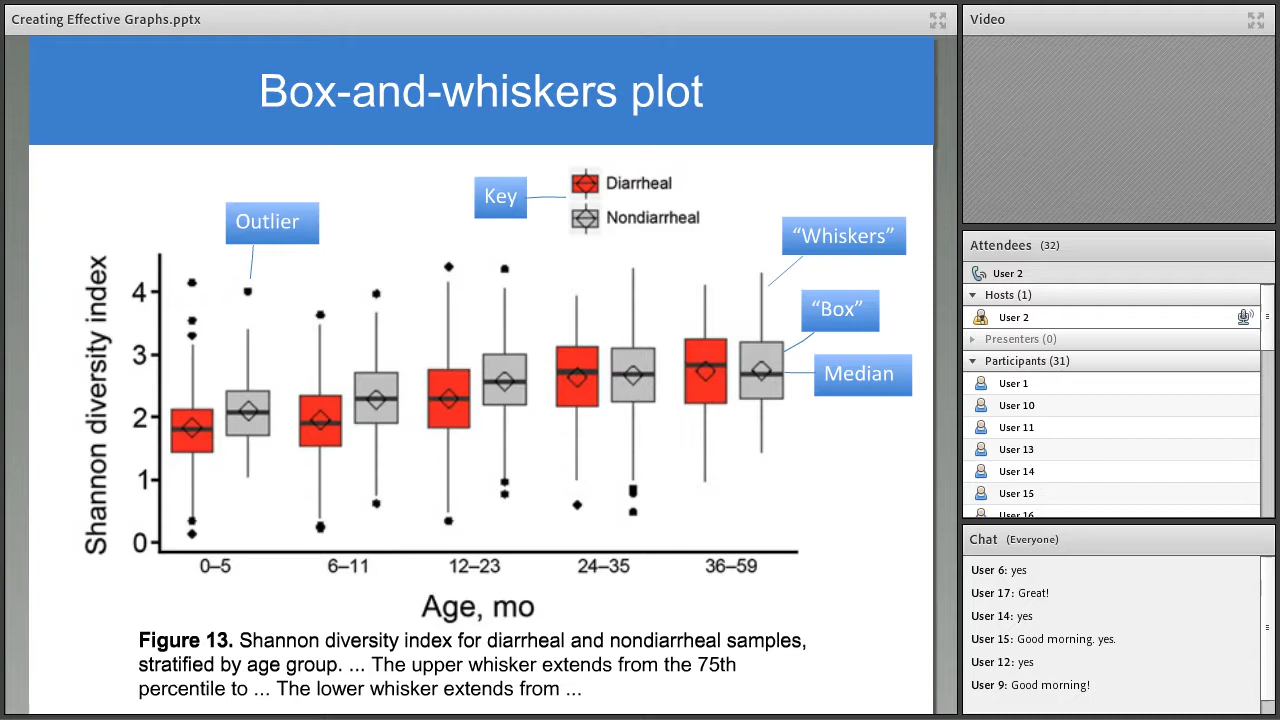 Creating Effective Graphs.pptx
Box-and-whiskers plot
Key
Diarrheal
Nondiarrheal
Outlier
“Whiskers”
“Box”
Median
Shannon diversity index
4
3
2
1
0
0–5
6–11
12–23
24–35
36–59
Age, mo
Figure 13. Shannon diversity index for diarrheal and nondiarrheal samples,
stratified by age group. ... The upper whisker extends from the 75th
percentile to ... The lower whisker extends from ...
Video
Attendees (32)
User 2
Hosts (1)
User 2
Presenters (0)
Participants (31)
User 1
User 10
User 11
User 13
User 14
User 15
User 16
Chat (Everyone)
User 6: yes
User 17: Great!
User 14: yes
User 15: Good morning. yes.
User 12: yes
User 9: Good morning!